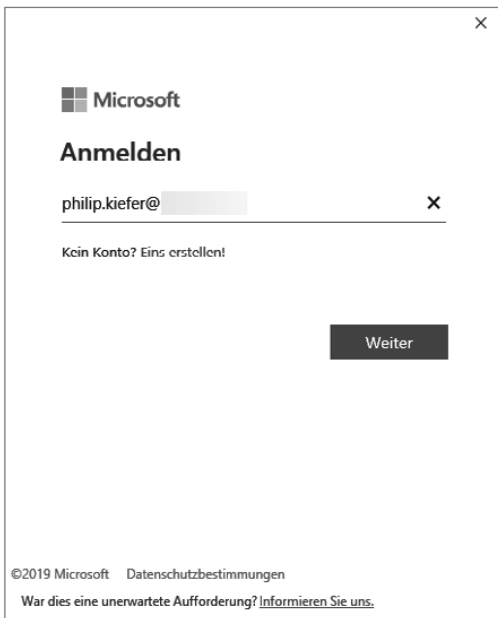 Microsoft
Anmelden
philip.kiefer@
Kein Konto? Eins erstellen!
Weiter
©2019 Microsoft Datenschutzbestimmungen
War dies eine unerwartete Aufforderung? Informieren Sie uns.